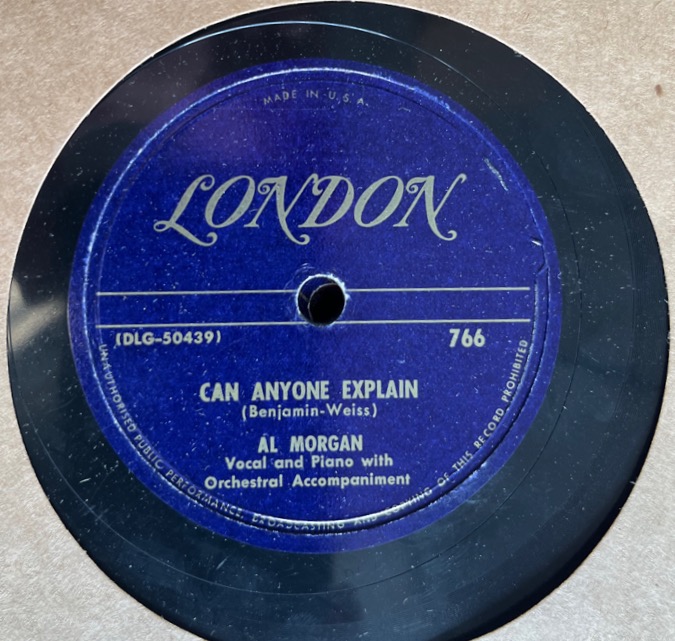 MADE IN U.S.A.
LONDON
(DLG-50439)
766
CAN ANYONE EXPLAIN
(Benjamin-Weiss)
AL MORGAN
Vocal and Piano with
Orchestral Accompaniment
UNAUTHORISED PUBLIC PERFORMANCE, BROADCASTING AND COPYING OF THIS RECORD PROHIBITED